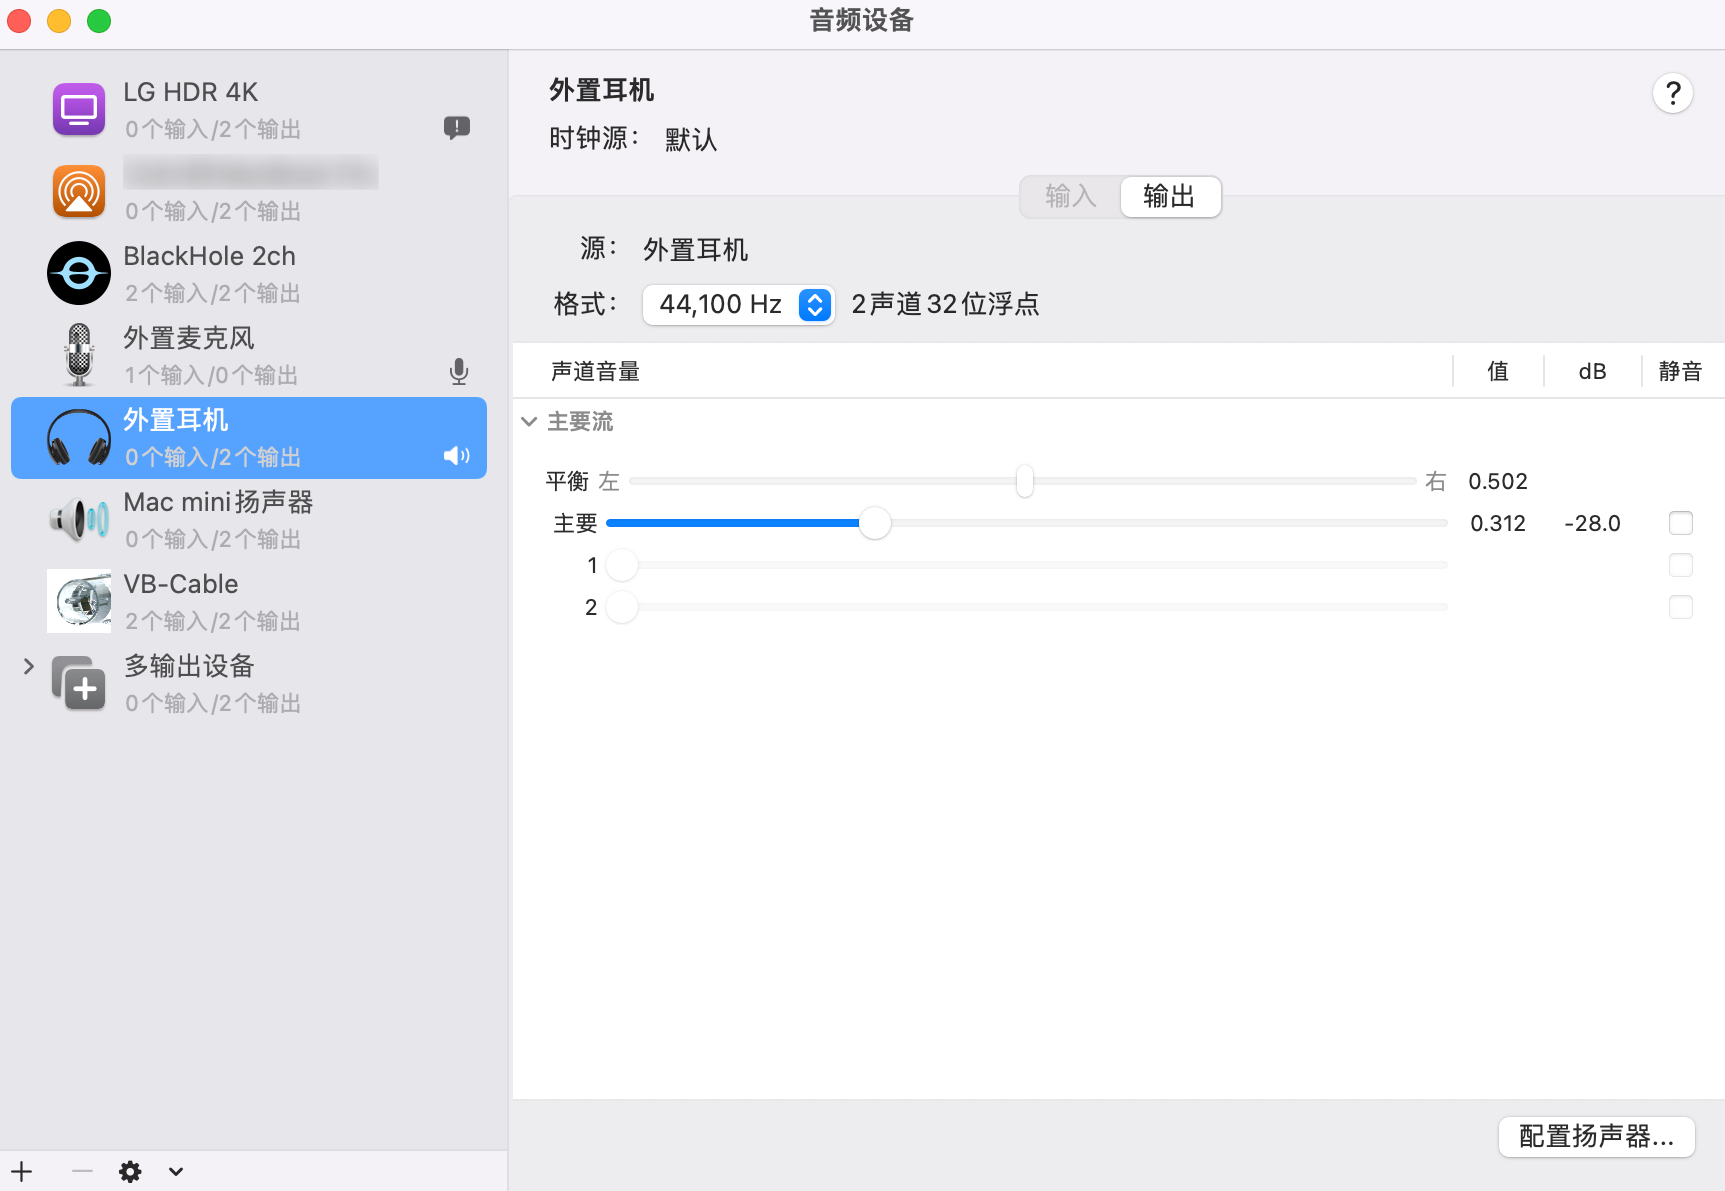 音频设备
LG HDR 4K
0个输入/2个输出
0个输入/2个输出
BlackHole 2ch
2个输入/2个输出
外置麦克风
1个输入/0个输出
外置耳机
0个输入/2个输出
Mac mini扬声器
0个输入/2个输出
VB-Cable
2个输入/2个输出
多输出设备
0个输入/2个输出
外置耳机
?
时钟源： 默认
输入 输出
源： 外置耳机
格式： 44,100 Hz 2声道32位浮点
声道音量 值 dB 静音
主要流
平衡 左 右 0.502
主要 0.312 -28.0
1
2
配置扬声器...